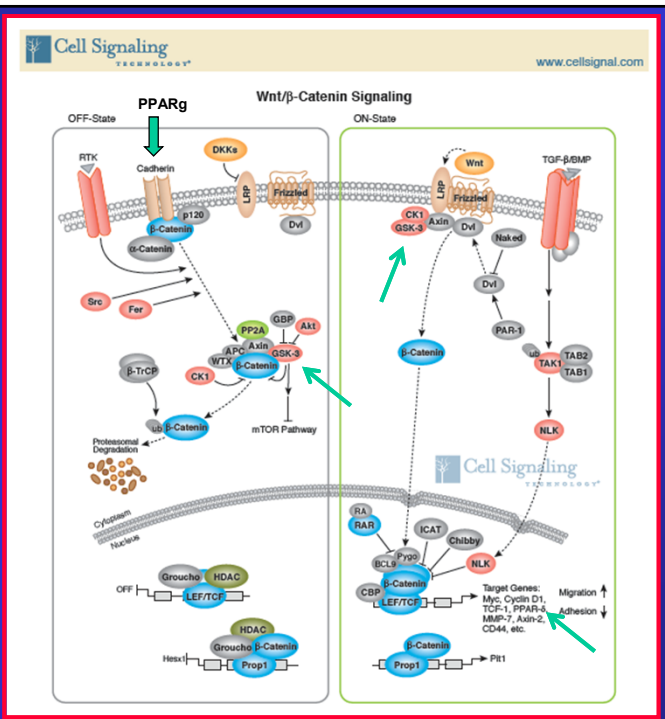 Cell Signaling
TECHNOLOGY®
www.cellsignal.com
Wnt/β-Catenin Signaling
PPARg
OFF-State
ON-State
RTK
Cadherin
DKKs
LRP
Frizzled
Dvl
p120
β-Catenin
α-Catenin
Src
Fer
PP2A
GBP
Akt
APC
Axin
WTX
GSK-3
β-Catenin
CK1
β-TrCP
ub
β-Catenin
mTOR Pathway
Proteasomal
Degradation
Wnt
LRP
Frizzled
TGF-β/BMP
CK1
GSK-3
Axin
Dvl
Naked
Dvl
PAR-1
β-Catenin
ub
TAK1
TAB2
TAB1
NLK
Cell Signaling
TECHNOLOGY®
Cytoplasm
Nucleus
Groucho
HDAC
OFF
LEF/TCF
HDAC
Groucho
β-Catenin
Hesx1
Prop1
RA
RAR
ICAT
Chibby
BCL9
Pygo
NLK
β-Catenin
CBP
LEF/TCF
Target Genes:
Myc, Cyclin D1,
TCF-1, PPAR-δ,
MMP-7, Axin-2,
CD44, etc.
Migration
Adhesion
β-Catenin
Prop1
Pit1